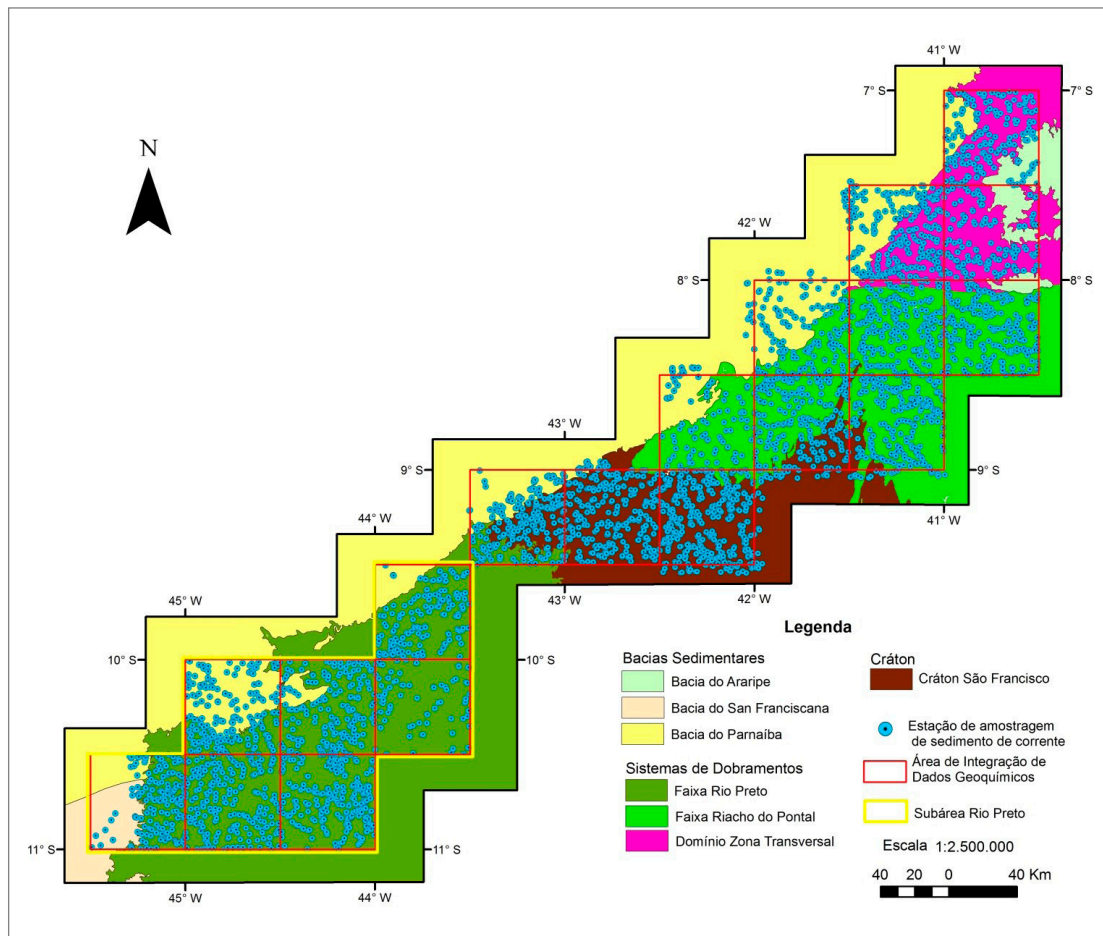 41° W
7° S
7° S
N
42° W
8° S
8° S
43° W
9° S
9° S
44° W
41° W
45° W
43° W
42° W
10° S
10° S
11° S
11° S
45° W
44° W
Legenda
Bacias Sedimentares
Bacia do Araripe
Bacia do San Franciscana
Bacia do Parnaíba
Sistemas de Dobramentos
Faixa Rio Preto
Faixa Riacho do Pontal
Domínio Zona Transversal
Cráton
Cráton São Francisco
Estação de amostragem
de sedimento de corrente
Área de Integração de
Dados Geoquímicos
Subárea Rio Preto
Escala 1:2.500.000
40 20 0 40 Km